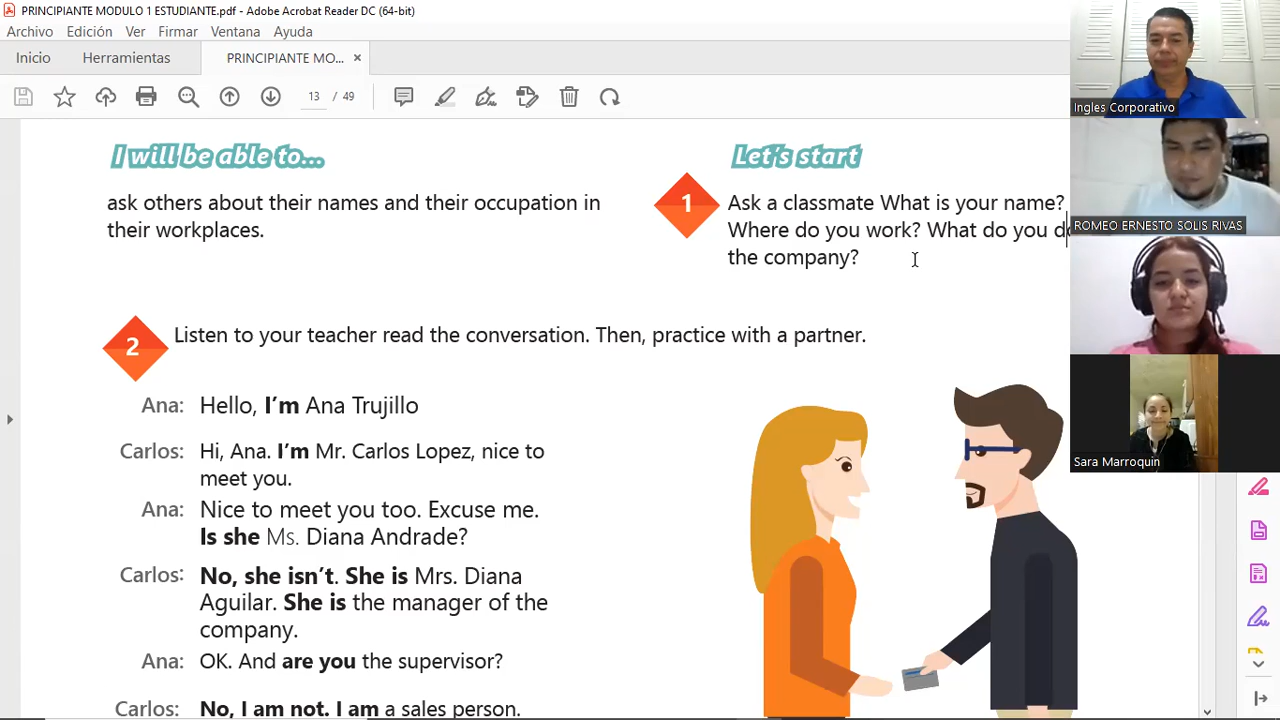 PRINCIPIANTE MODULO 1 ESTUDIANTE.pdf - Adobe Acrobat Reader DC (64-bit)
Archivo Edición Ver Firmar Ventana Ayuda
Inicio Herramientas PRINCIPIANTE MO... ×
13 / 49
I will be able to...
ask others about their names and their occupation in
their workplaces.
Let's start
1
Ask a classmate What is your name?
Where do you work? What do you do
the company?
2
Listen to your teacher read the conversation. Then, practice with a partner.
Ana: Hello, I'm Ana Trujillo
Carlos: Hi, Ana. I'm Mr. Carlos Lopez, nice to
meet you.
Ana: Nice to meet you too. Excuse me.
Is she Ms. Diana Andrade?
Carlos: No, she isn't. She is Mrs. Diana
Aguilar. She is the manager of the
company.
Ana: OK. And are you the supervisor?
Carlos: No, I am not. I am a sales person.
Ingles Corporativo
ROMEO ERNESTO SOLIS RIVAS
Sara Marroquin